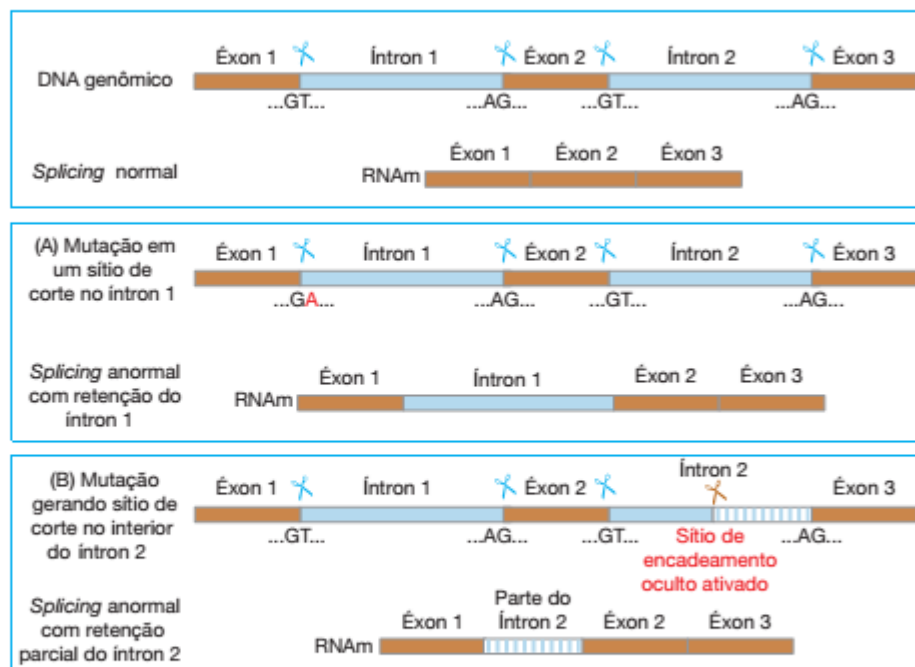 Éxon 1 Íntron 1 Éxon 2 Íntron 2 Éxon 3
DNA genômico
...GT... ...AG... ...GT... ...AG...
Éxon 1 Éxon 2 Éxon 3
Splicing normal
RNAm
(A) Mutação em
um sítio de
corte no íntron 1
Éxon 1 Íntron 1 Éxon 2 Íntron 2 Éxon 3
...GA... ...AG... ...GT... ...AG...
Splicing anormal
com retenção do
íntron 1
Éxon 1 Íntron 1 Éxon 2 Éxon 3
RNAm
(B) Mutação
gerando sítio de
corte no interior
do íntron 2
Éxon 1 Íntron 1 Éxon 2 Íntron 2 Éxon 3
...GT... ...AG... ...GT... ...AG...
Sítio de
encadeamento
oculto ativado
Splicing anormal
com retenção
parcial do íntron 2
Éxon 1 Parte do
Íntron 2 Éxon 2 Éxon 3
RNAm